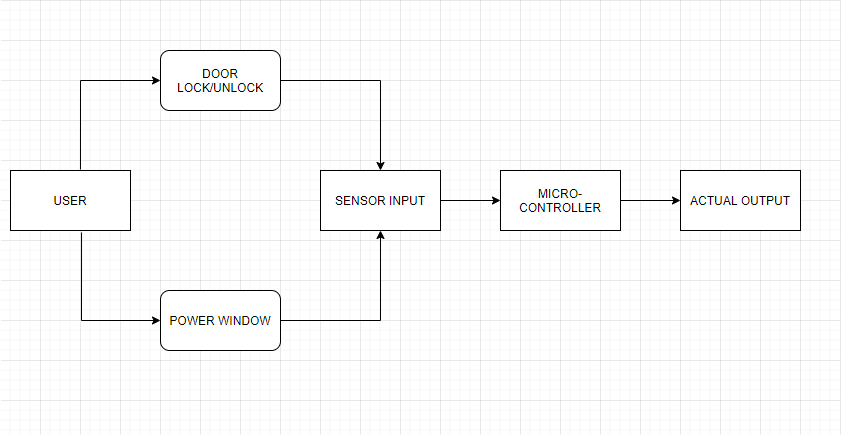 DOOR
LOCK/UNLOCK
USER
SENSOR INPUT
MICRO-
CONTROLLER
ACTUAL OUTPUT
POWER WINDOW